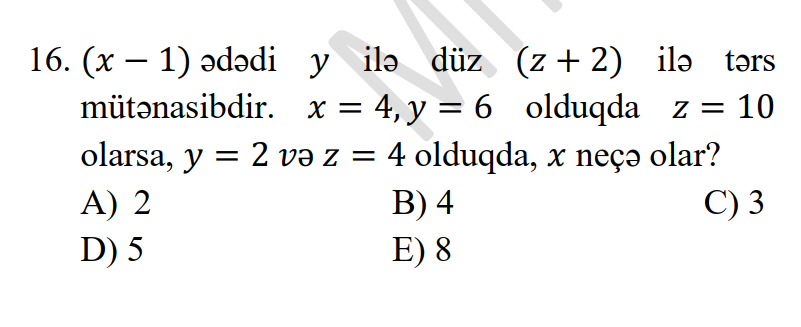 16. (x − 1) ədədi y ilə düz (z + 2) ilə tərs
mütənasibdir. x = 4, y = 6 olduqda z = 10
olarsa, y = 2 və z = 4 olduqda, x neçə olar?
A) 2 B) 4 C) 3
D) 5 E) 8